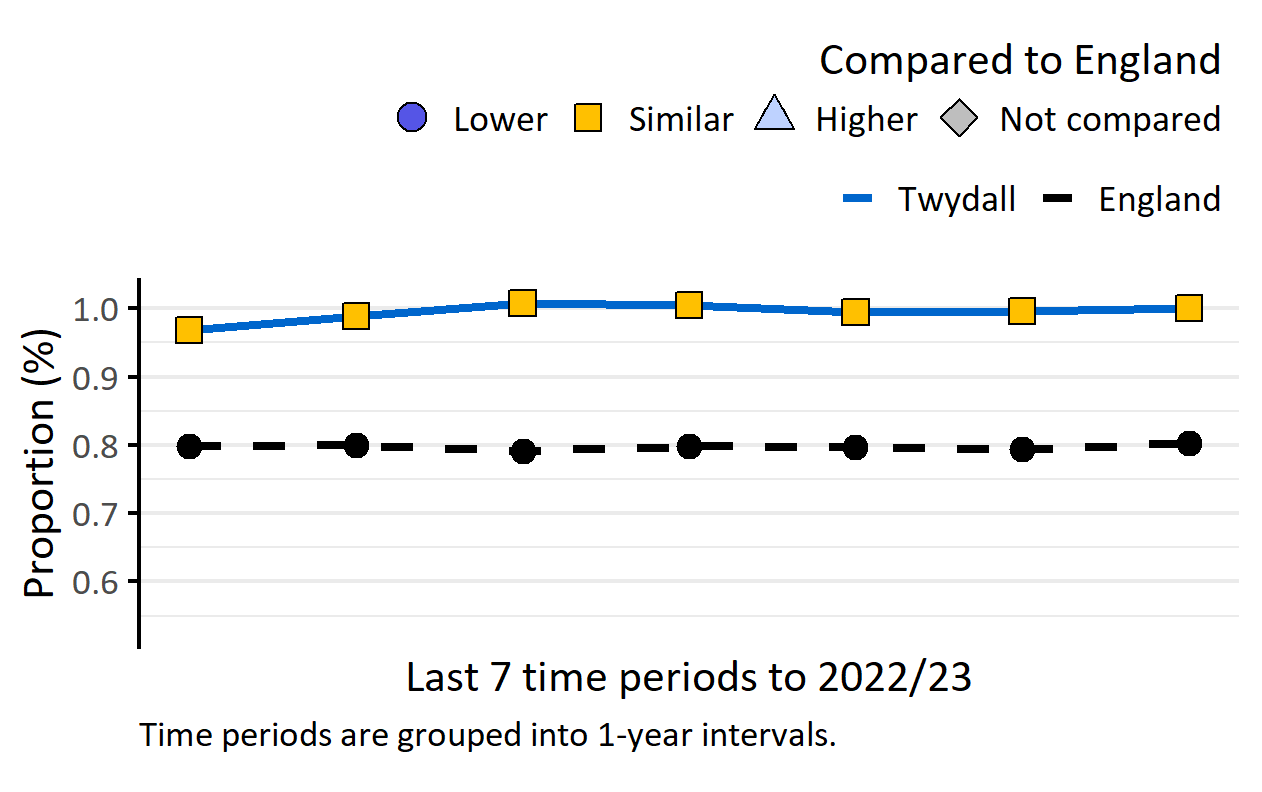 Compared to England
Lower Similar Higher Not compared
Twydall England
Proportion (%)
1.0
0.9
0.8
0.7
0.6
Last 7 time periods to 2022/23
Time periods are grouped into 1-year intervals.